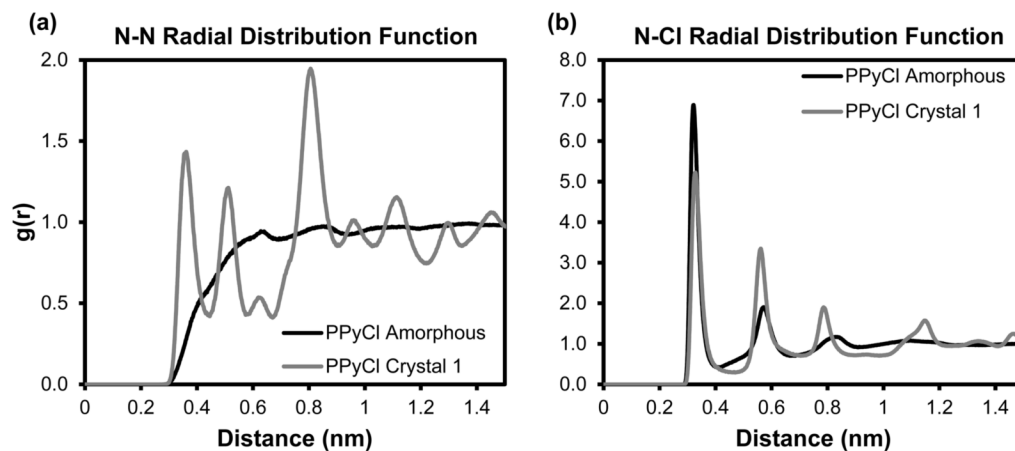 (a)
N-N Radial Distribution Function
2.0
1.5
1.0
0.5
0.0
g(r)
PPyCl Amorphous
PPyCl Crystal 1
0 0.2 0.4 0.6 0.8 1 1.2 1.4
Distance (nm)
(b)
N-Cl Radial Distribution Function
8.0
7.0
6.0
5.0
4.0
3.0
2.0
1.0
0.0
PPyCl Amorphous
PPyCl Crystal 1
0 0.2 0.4 0.6 0.8 1 1.2 1.4
Distance (nm)